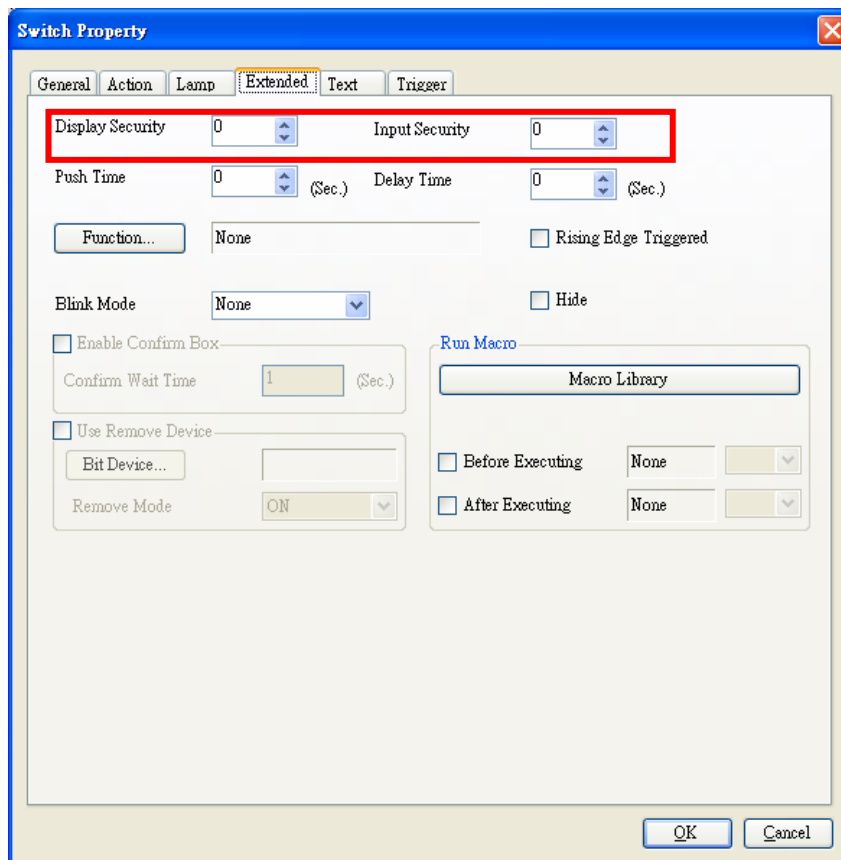 Switch Property
General Action Lamp Extended Text Trigger
Display Security 0 Input Security 0
Push Time 0 (Sec.) Delay Time 0 (Sec.)
Function... None Rising Edge Triggered
Blink Mode None Hide
Enable Confirm Box Run Macro
Confirm Wait Time 1 (Sec.) Macro Library
Use Remove Device
Bit Device... Before Executing None
Remove Mode ON After Executing None
OK Cancel